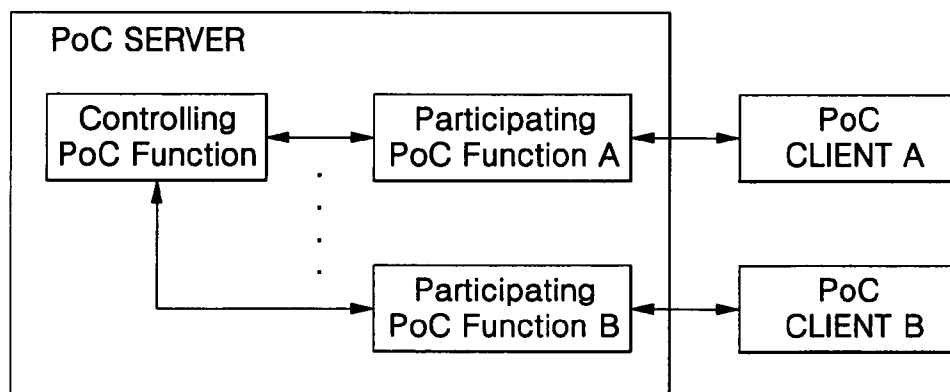 PoC SERVER
Controlling
PoC Function
Participating
PoC Function A
PoC
CLIENT A
Participating
PoC Function B
PoC
CLIENT B